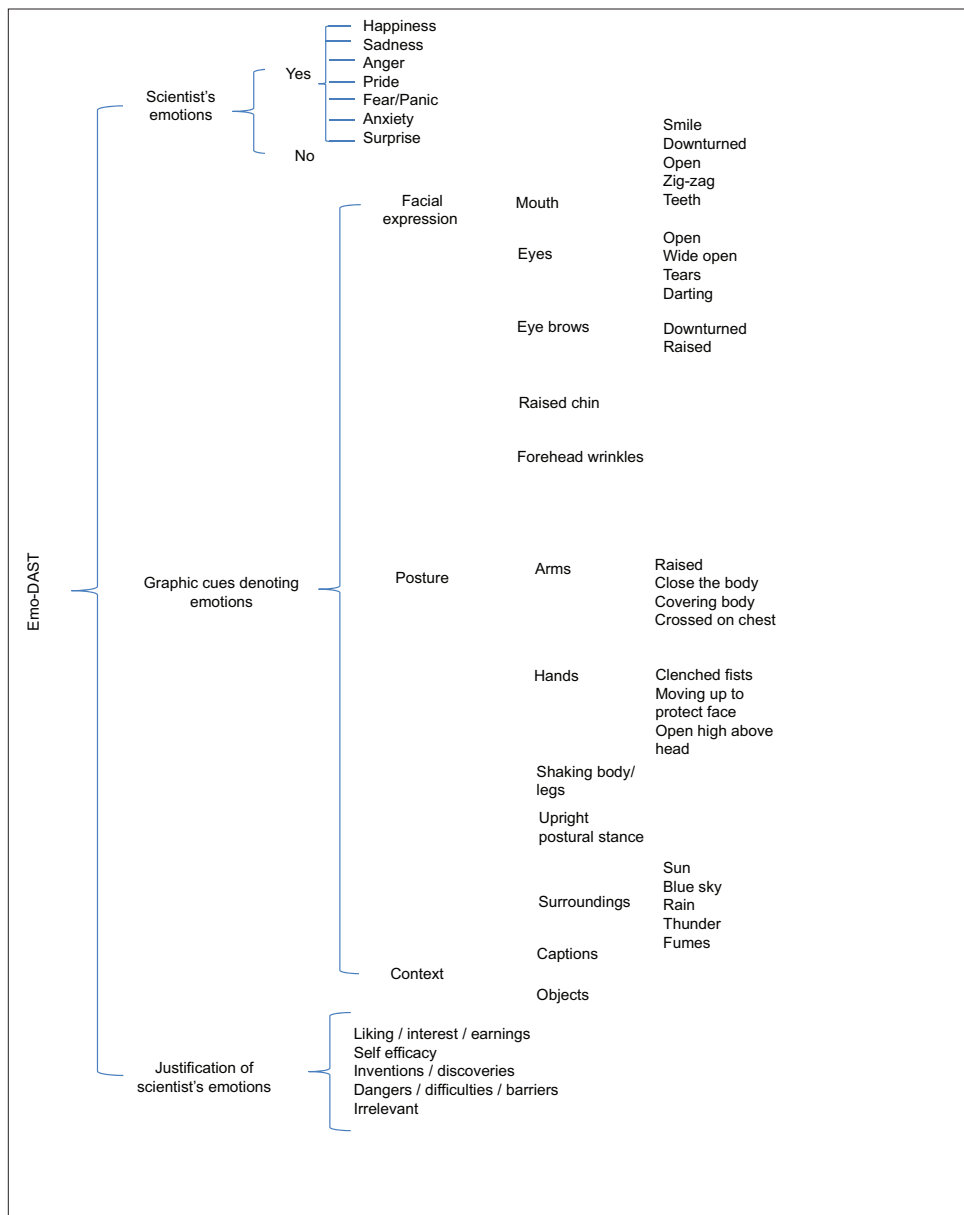 Emo-DAST
Scientist's
emotions
Yes
Happiness
Sadness
Anger
Pride
Fear/Panic
Anxiety
Surprise
No
Graphic cues denoting
emotions
Facial
expression
Mouth
Smile
Downturned
Open
Zig-zag
Teeth
Eyes
Open
Wide open
Tears
Darting
Eye brows
Downturned
Raised
Raised chin
Forehead wrinkles
Posture
Arms
Raised
Close the body
Covering body
Crossed on chest
Hands
Clenched fists
Moving up to
protect face
Open high above
head
Shaking body/
legs
Upright
postural stance
Context
Surroundings
Sun
Blue sky
Rain
Thunder
Fumes
Captions
Objects
Justification of
scientist's emotions
Liking / interest / earnings
Self efficacy
Inventions / discoveries
Dangers / difficulties / barriers
Irrelevant